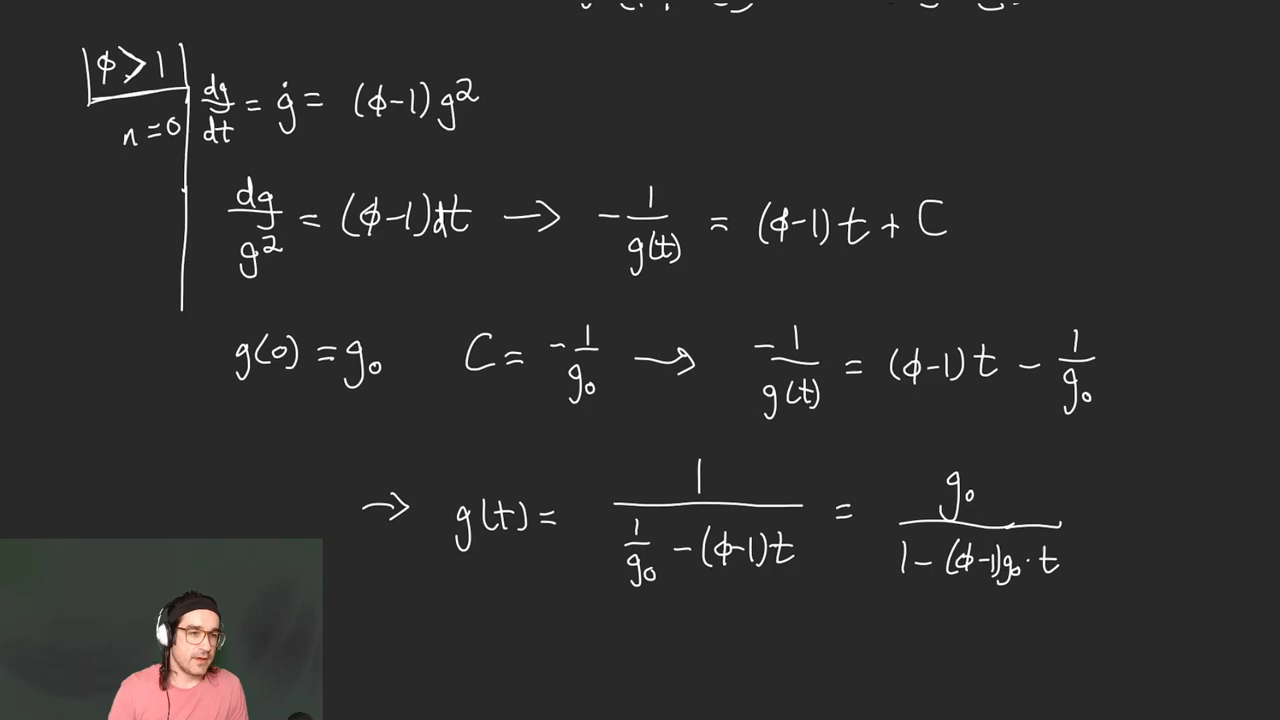 ϕ > 1
n = 0
dg/dt = ġ = (ϕ-1) g²
dg/g² = (ϕ-1)dt → -1/g(t) = (ϕ-1) t + C
g(0) = g₀ C = -1/g₀ → -1/g(t) = (ϕ-1) t - 1/g₀
→ g(t) = 1/(1/g₀ - (ϕ-1)t) = g₀/(1 - (ϕ-1)g₀ · t)